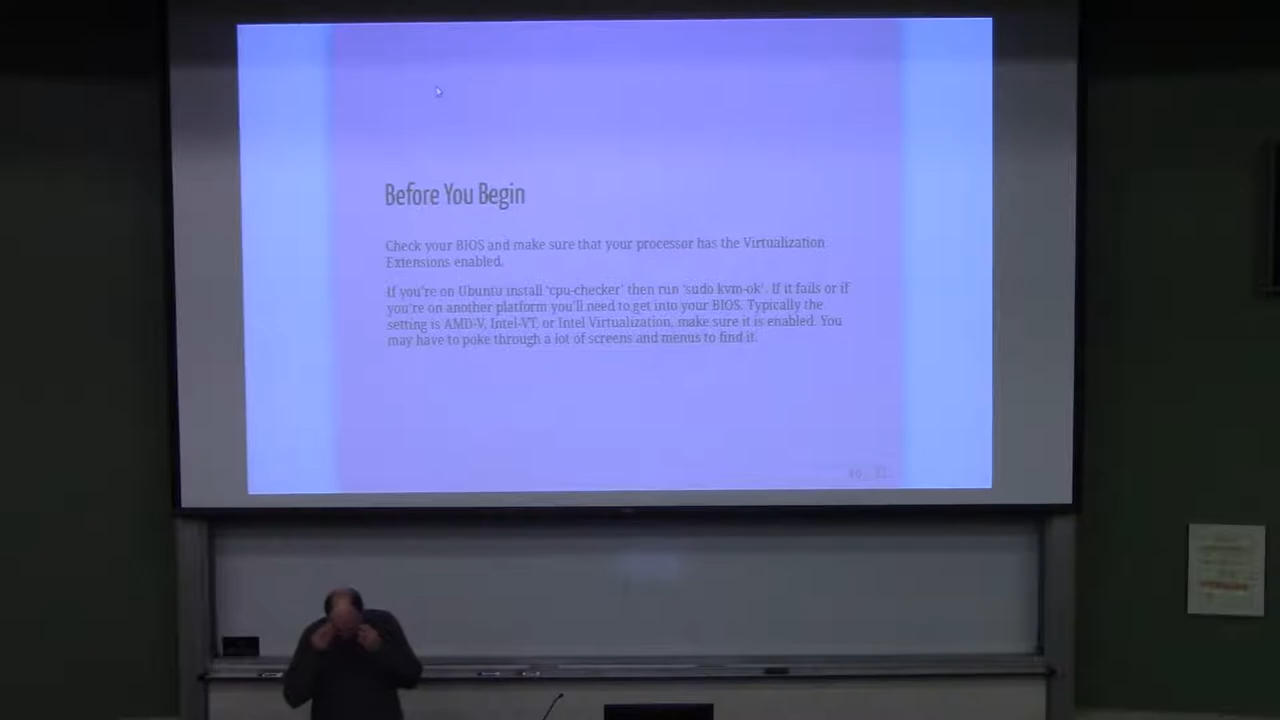 Before You Begin
Check your BIOS and make sure that your processor has the Virtualization
Extensions enabled.
If you're on Ubuntu install 'cpu-checker' then run 'sudo kvm-ok'. If it fails or if
you're on another platform you'll need to get into your BIOS. Typically the
setting is AMD-V, Intel-VT, or Intel Virtualization, make sure it is enabled. You
may have to poke through a lot of screens and menus to find it.